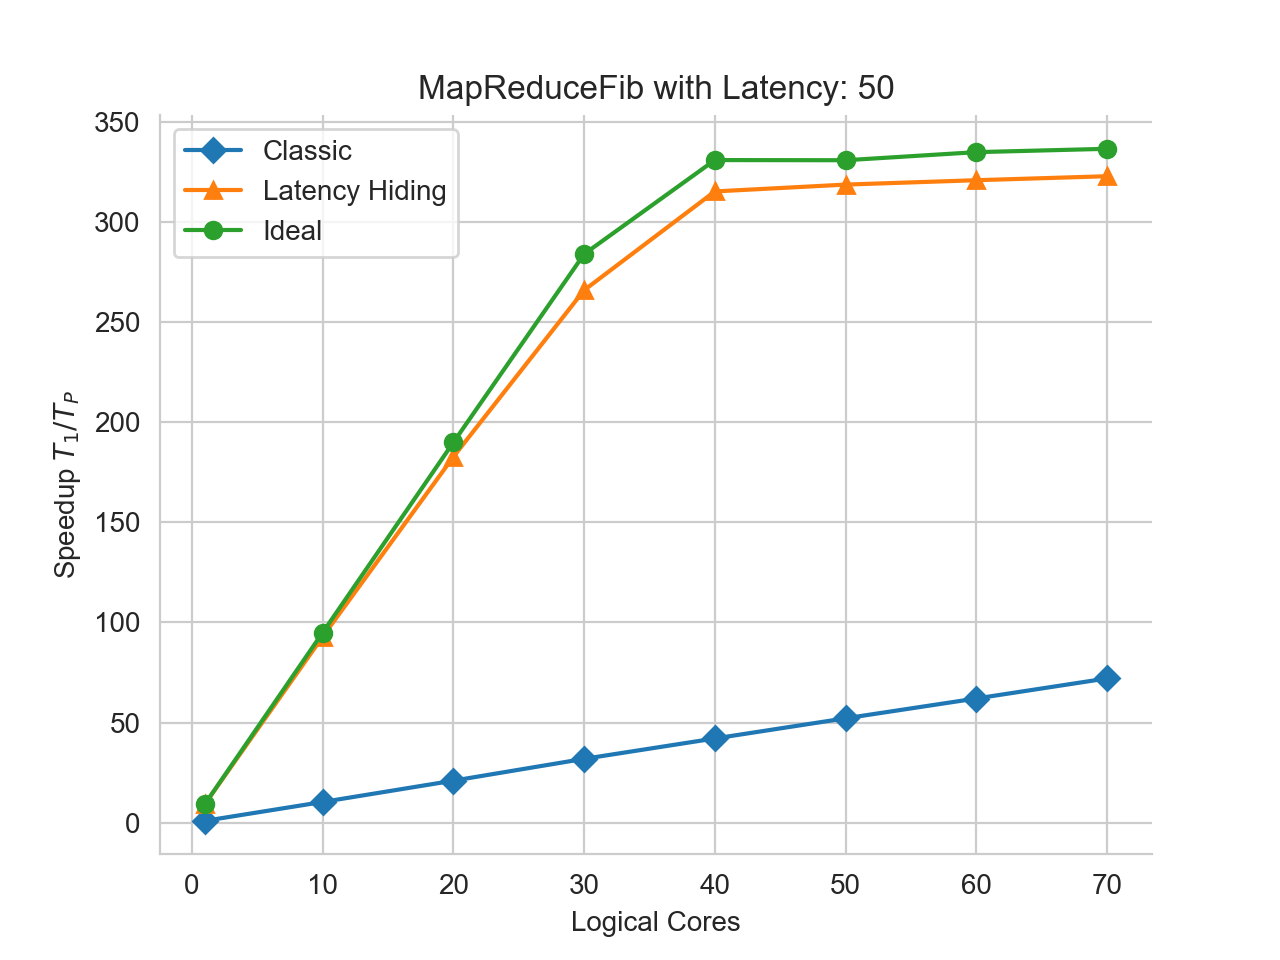 MapReduceFib with Latency: 50
350
300
250
200
150
100
50
0
Classic
Latency Hiding
Ideal
Speedup T₁/T_P
0 10 20 30 40 50 60 70
Logical Cores